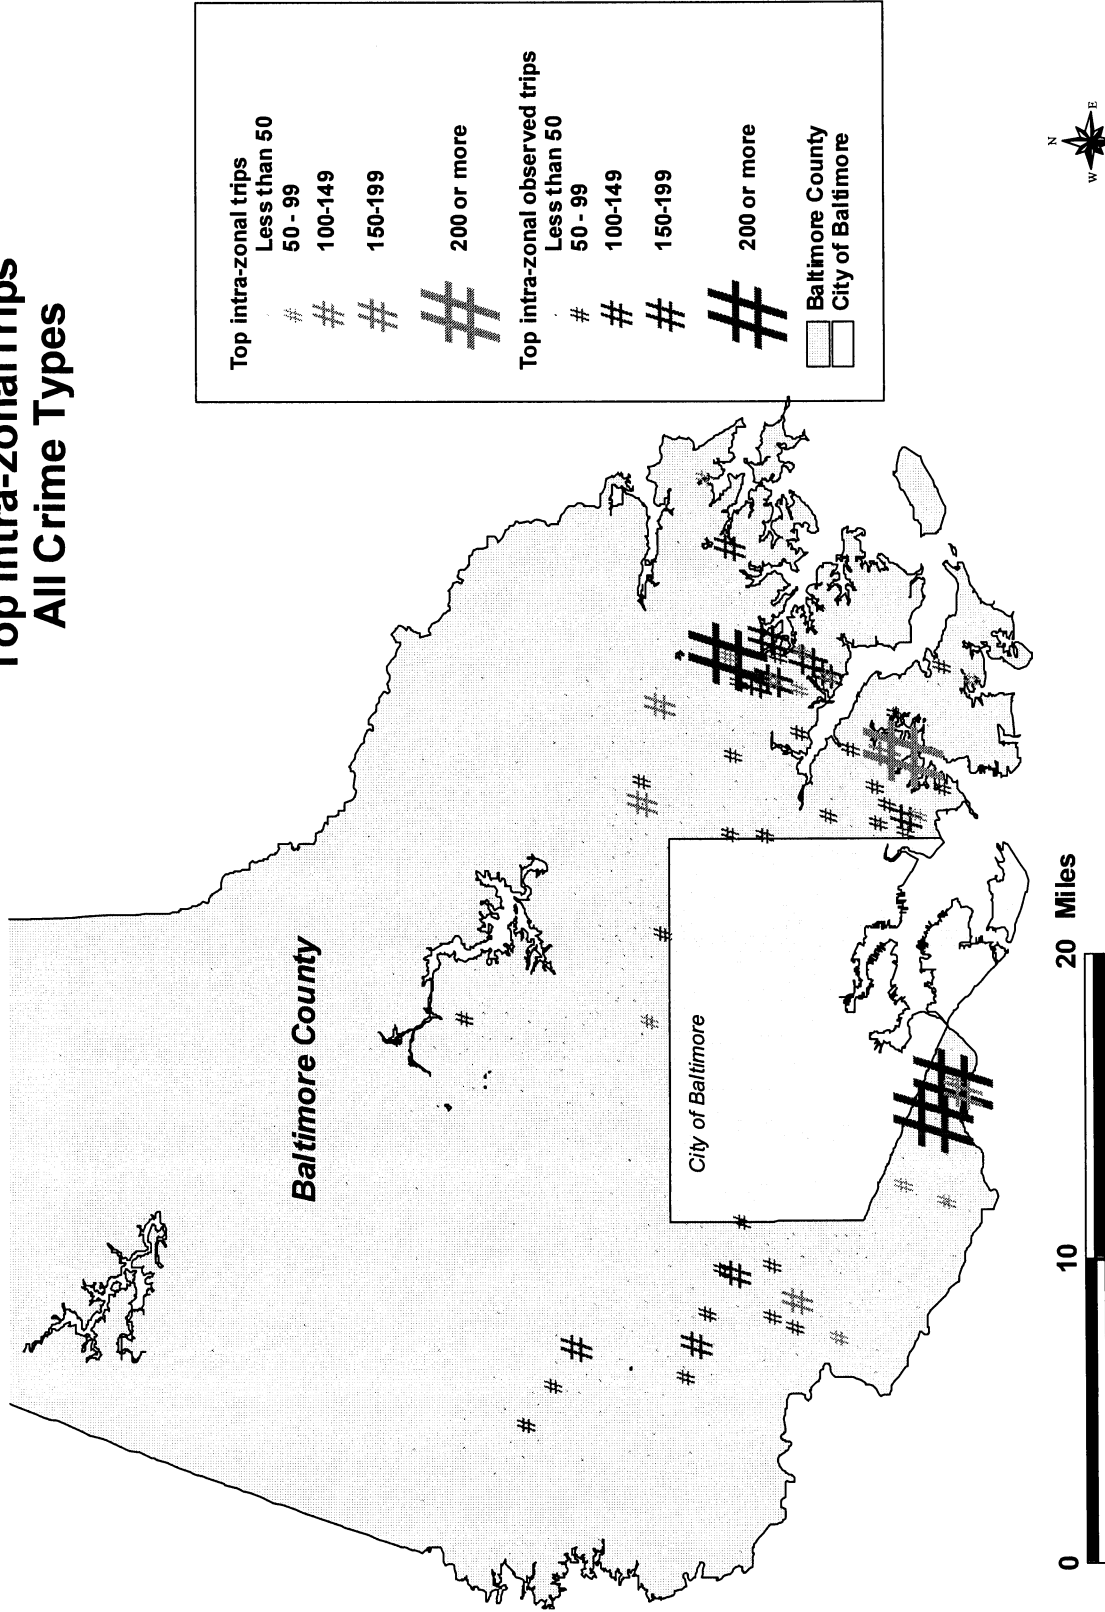 Top Intra-zonal Trips
All Crime Types
Top intra-zonal trips
Less than 50
50 - 99
100-149
150-199
200 or more
Top intra-zonal observed trips
Less than 50
50 - 99
100-149
150-199
200 or more
Baltimore County
City of Baltimore
Baltimore County
City of Baltimore
N
W
E
0
10
20 Miles